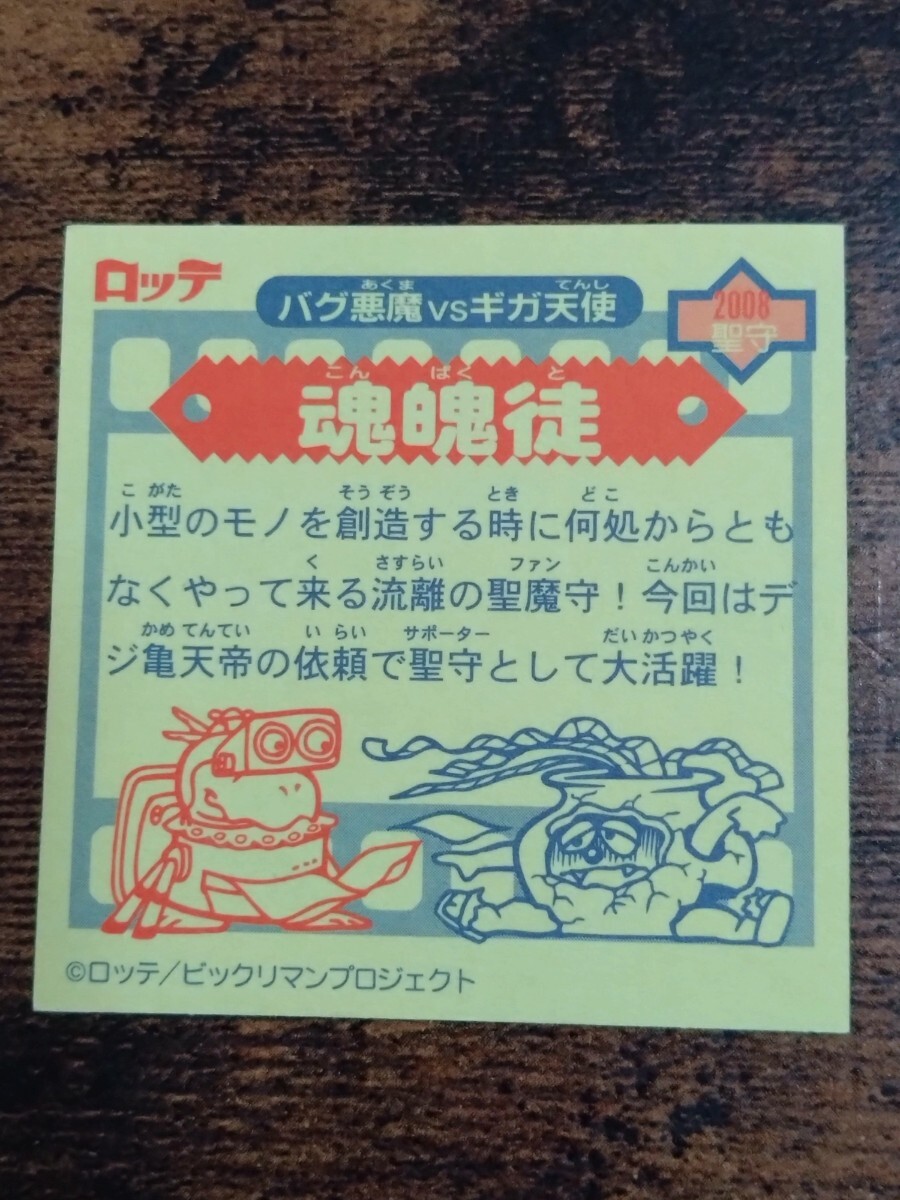 ロッテ
あくま てんし
バグ悪魔vsギガ天使
2008
聖守
こん ぱく と
魂魄徒
こ がた そう ぞう とき どこ
小型のモノを創造する時に何処からとも
く さすらい ファン こんかい
なくやって来る流離の聖魔守！今回はデ
かめ てんてい い らい サポーター だい かつ やく
ジ亀天帝の依頼で聖守として大活躍！
©ロッテ/ビックリマンプロジェクト